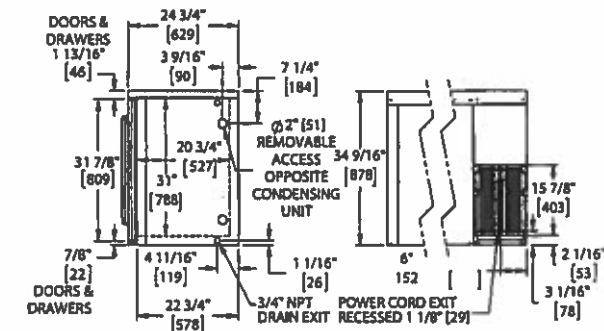 DOORS &
DRAWERS
1 13/16"
[46]
24 3/4"
[629]
3 9/16"
[90]
7 1/4"
[184]
Ø 2" [51]
REMOVABLE
ACCESS
OPPOSITE
CONDENSING
UNIT
31 7/8"
[809]
20 3/4"
[527]
31"
[788]
34 9/16"
[878]
15 7/8"
[403]
7/8"
[22]
DOORS &
DRAWERS
4 11/16"
[119]
1 1/16"
[26]
22 3/4"
[578]
3/4" NPT
DRAIN EXIT
6"
152
[ ]
POWER CORD EXIT
RECESSED 1 1/8" [29]
2 1/16"
[53]
3 1/16"
[78]